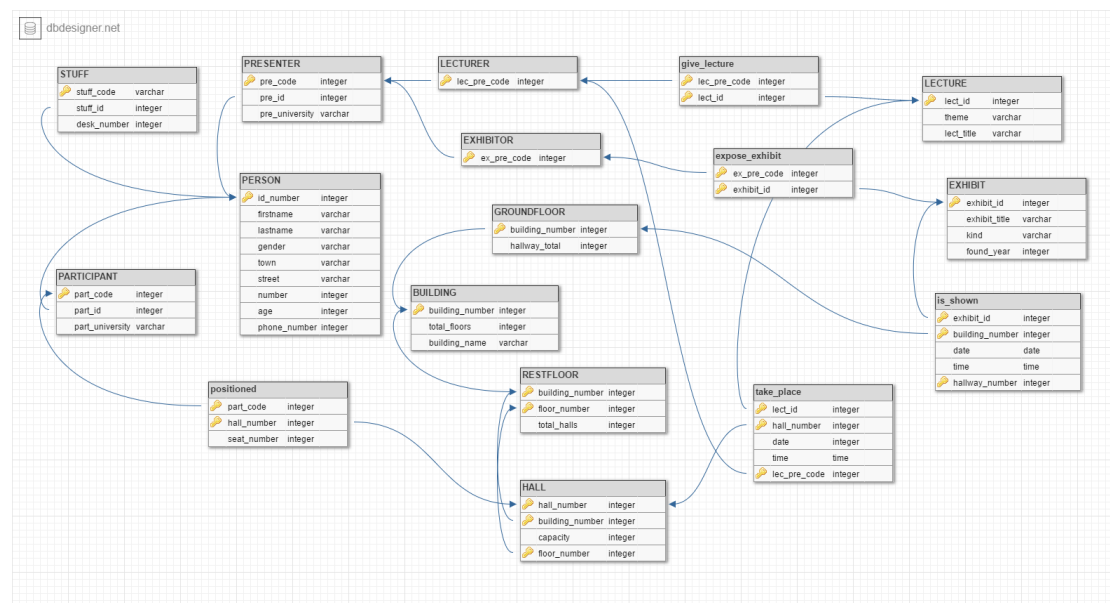 dbdesigner.net
STUFF
stuff_code varchar
stuff_id integer
desk_number integer
PRESENTER
pre_code integer
pre_id integer
pre_university varchar
LECTURER
lec_pre_code integer
give_lecture
lec_pre_code integer
lect_id integer
LECTURE
lect_id integer
theme varchar
lect_title varchar
EXHIBITOR
ex_pre_code integer
expose_exhibit
ex_pre_code integer
exhibit_id integer
PERSON
id_number integer
firstname varchar
lastname varchar
gender varchar
town varchar
street varchar
number integer
age integer
phone_number integer
GROUNDFLOOR
building_number integer
hallway_total integer
EXHIBIT
exhibit_id integer
exhibit_title varchar
kind varchar
found_year integer
PARTICIPANT
part_code integer
part_id integer
part_university varchar
BUILDING
building_number integer
total_floors integer
building_name varchar
is_shown
exhibit_id integer
building_number integer
date date
time time
hallway_number integer
positioned
part_code integer
hall_number integer
seat_number integer
RESTFLOOR
building_number integer
floor_number integer
total_halls integer
take_place
lect_id integer
hall_number integer
date integer
time time
lec_pre_code integer
HALL
hall_number integer
building_number integer
capacity integer
floor_number integer